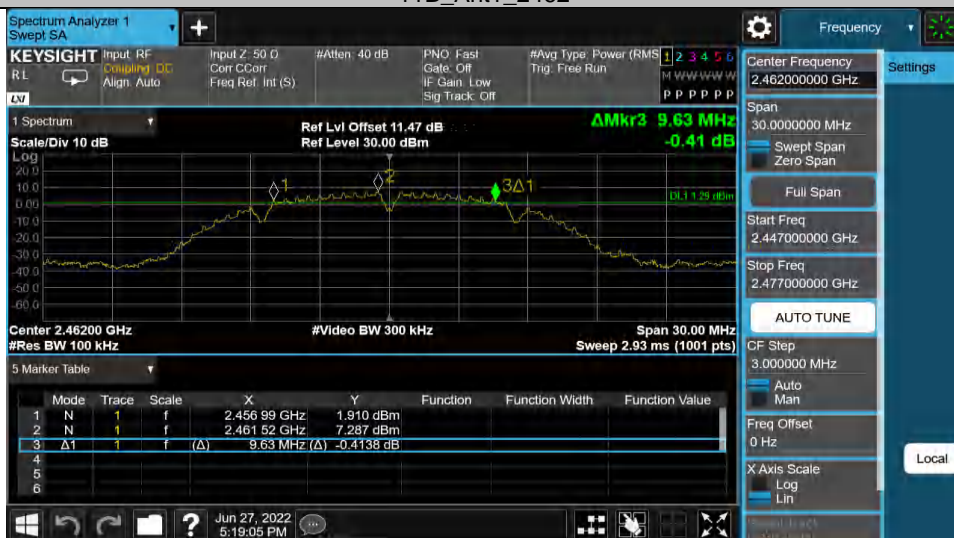 Spectrum Analyzer 1
Swept SA
+
Frequency
KEYSIGHT
RL
LXI
Input: RF
Coupling: DC
Align: Auto
Input Z: 50 Ω
Corr CCorr
Freq Ref: Int (S)
#Atten: 40 dB
PNO: Fast
Gate: Off
IF Gain: Low
Sig Track: Off
#Avg Type: Power (RMS
Trig: Free Run
1 2 3 4 5 6
M W W W W W
P P P P P P
Center Frequency
2.462000000 GHz
Settings
Span
30.0000000 MHz
Swept Span
Zero Span
Full Span
Start Freq
2.447000000 GHz
Stop Freq
2.477000000 GHz
AUTO TUNE
CF Step
3.000000 MHz
Auto
Man
Freq Offset
0 Hz
X Axis Scale
Log
Lin
Local
1 Spectrum
Scale/Div 10 dB
Ref Lvl Offset 11.47 dB
Ref Level 30.00 dBm
ΔMkr3 9.63 MHz
-0.41 dB
Log
20.0
10.0
0.00
-10.0
-20.0
-30.0
-40.0
-50.0
-60.0
1
2
3Δ1
DL1 1.29 dBm
Center 2.46200 GHz
#Video BW 300 kHz
Span 30.00 MHz
#Res BW 100 kHz
Sweep 2.93 ms (1001 pts)
5 Marker Table
Mode Trace Scale X Y Function Function Width Function Value
1 N 1 f 2.456 99 GHz 1.910 dBm
2 N 1 f 2.461 52 GHz 7.287 dBm
3 Δ1 1 f (Δ) 9.63 MHz (Δ) -0.4138 dB
4
5
6
?
Jun 27, 2022
5:19:05 PM